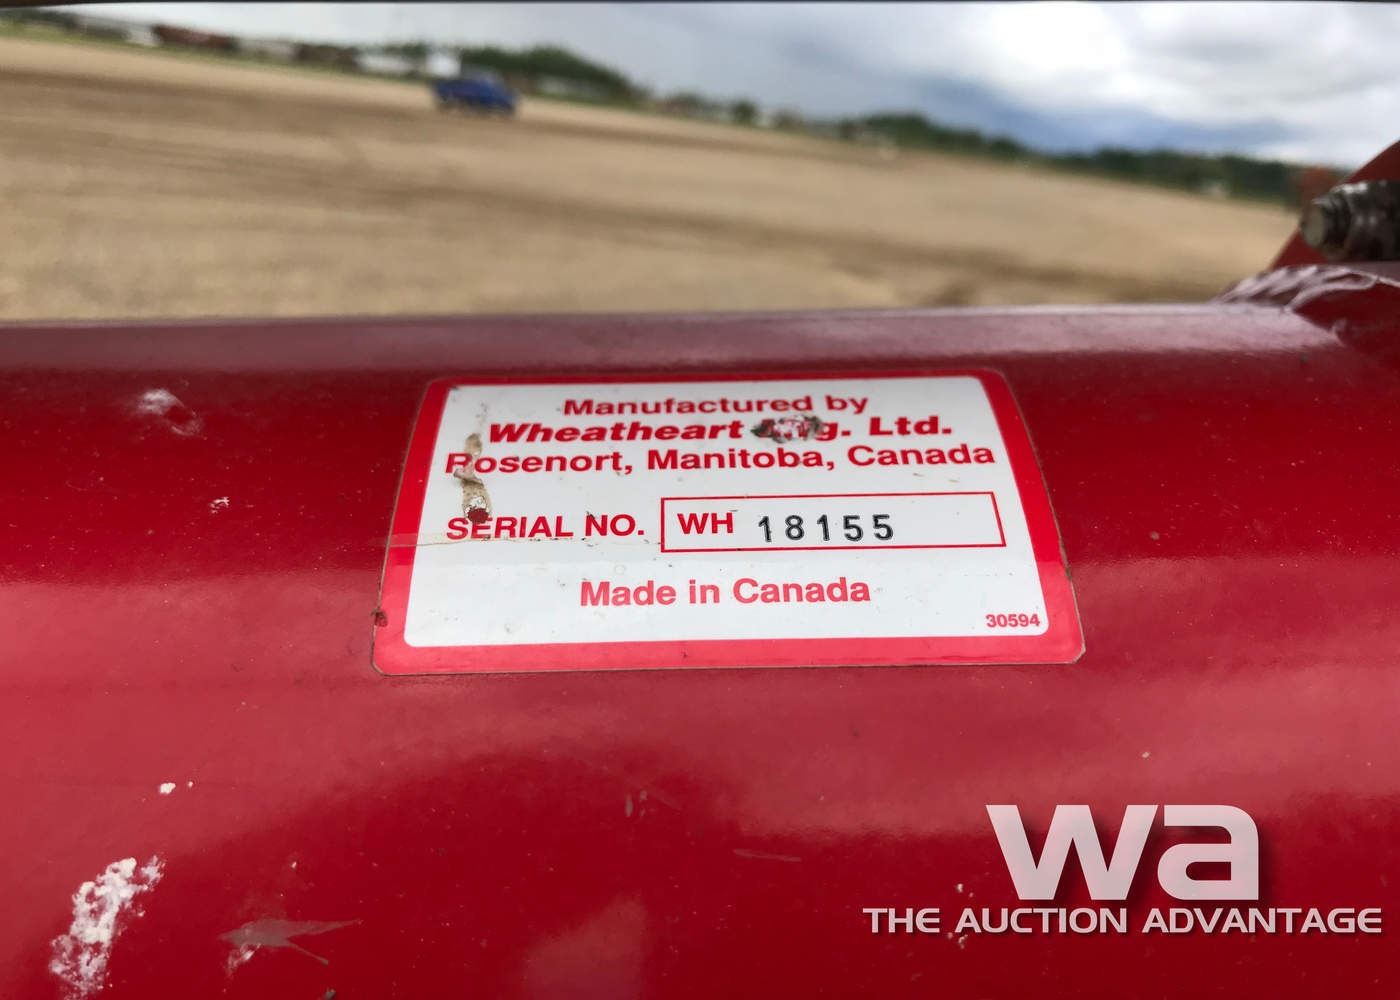 Manufactured by
Wheatheart Mfg. Ltd.
Rosenort, Manitoba, Canada
SERIAL NO. WH 18155
Made in Canada
30594
wa
THE AUCTION ADVANTAGE